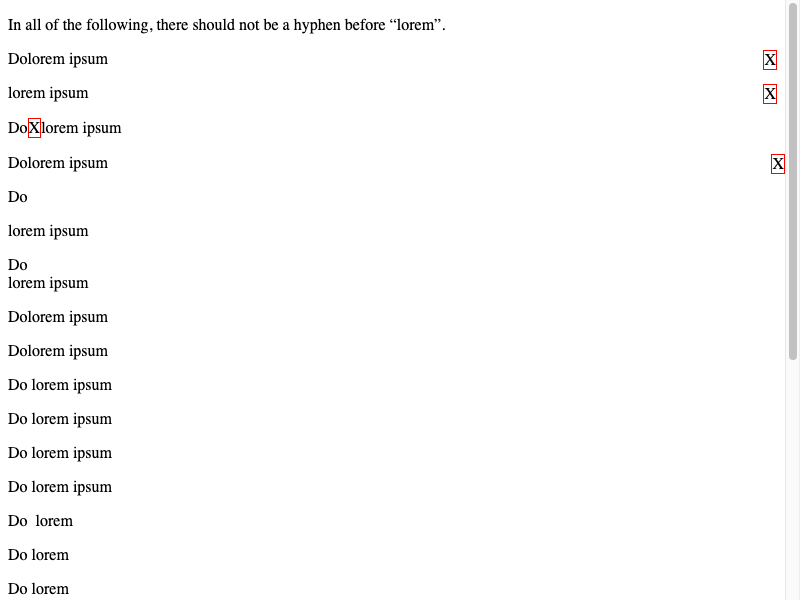 In all of the following, there should not be a hyphen before “lorem”.
Dolorem ipsum X
lorem ipsum X
DoXlorem ipsum
Dolorem ipsum X
Do
lorem ipsum
Do
lorem ipsum
Dolorem ipsum
Dolorem ipsum
Do lorem ipsum
Do lorem ipsum
Do lorem ipsum
Do lorem ipsum
Do  lorem
Do lorem
Do lorem